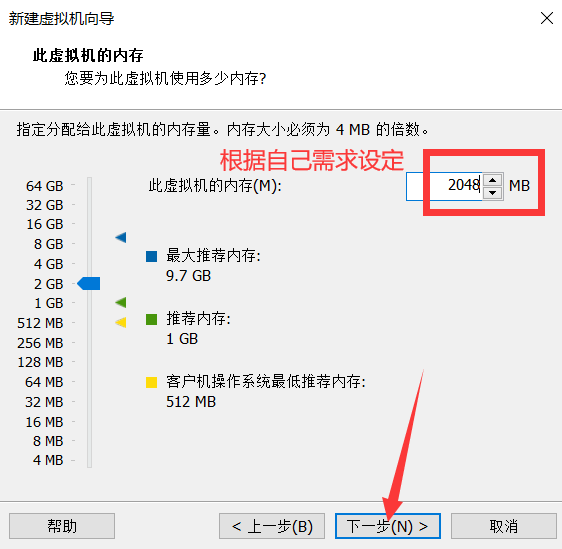 新建虚拟机向导
此虚拟机的内存
您要为此虚拟机使用多少内存?
指定分配给此虚拟机的内存量。内存大小必须为 4 MB 的倍数。
根据自己需求设定
此虚拟机的内存(M):
2048
MB
64 GB
32 GB
16 GB
8 GB
4 GB
2 GB
1 GB
512 MB
256 MB
128 MB
64 MB
32 MB
16 MB
8 MB
4 MB
最大推荐内存:
9.7 GB
推荐内存:
1 GB
客户机操作系统最低推荐内存:
512 MB
帮助
< 上一步(B)
下一步(N) >
取消